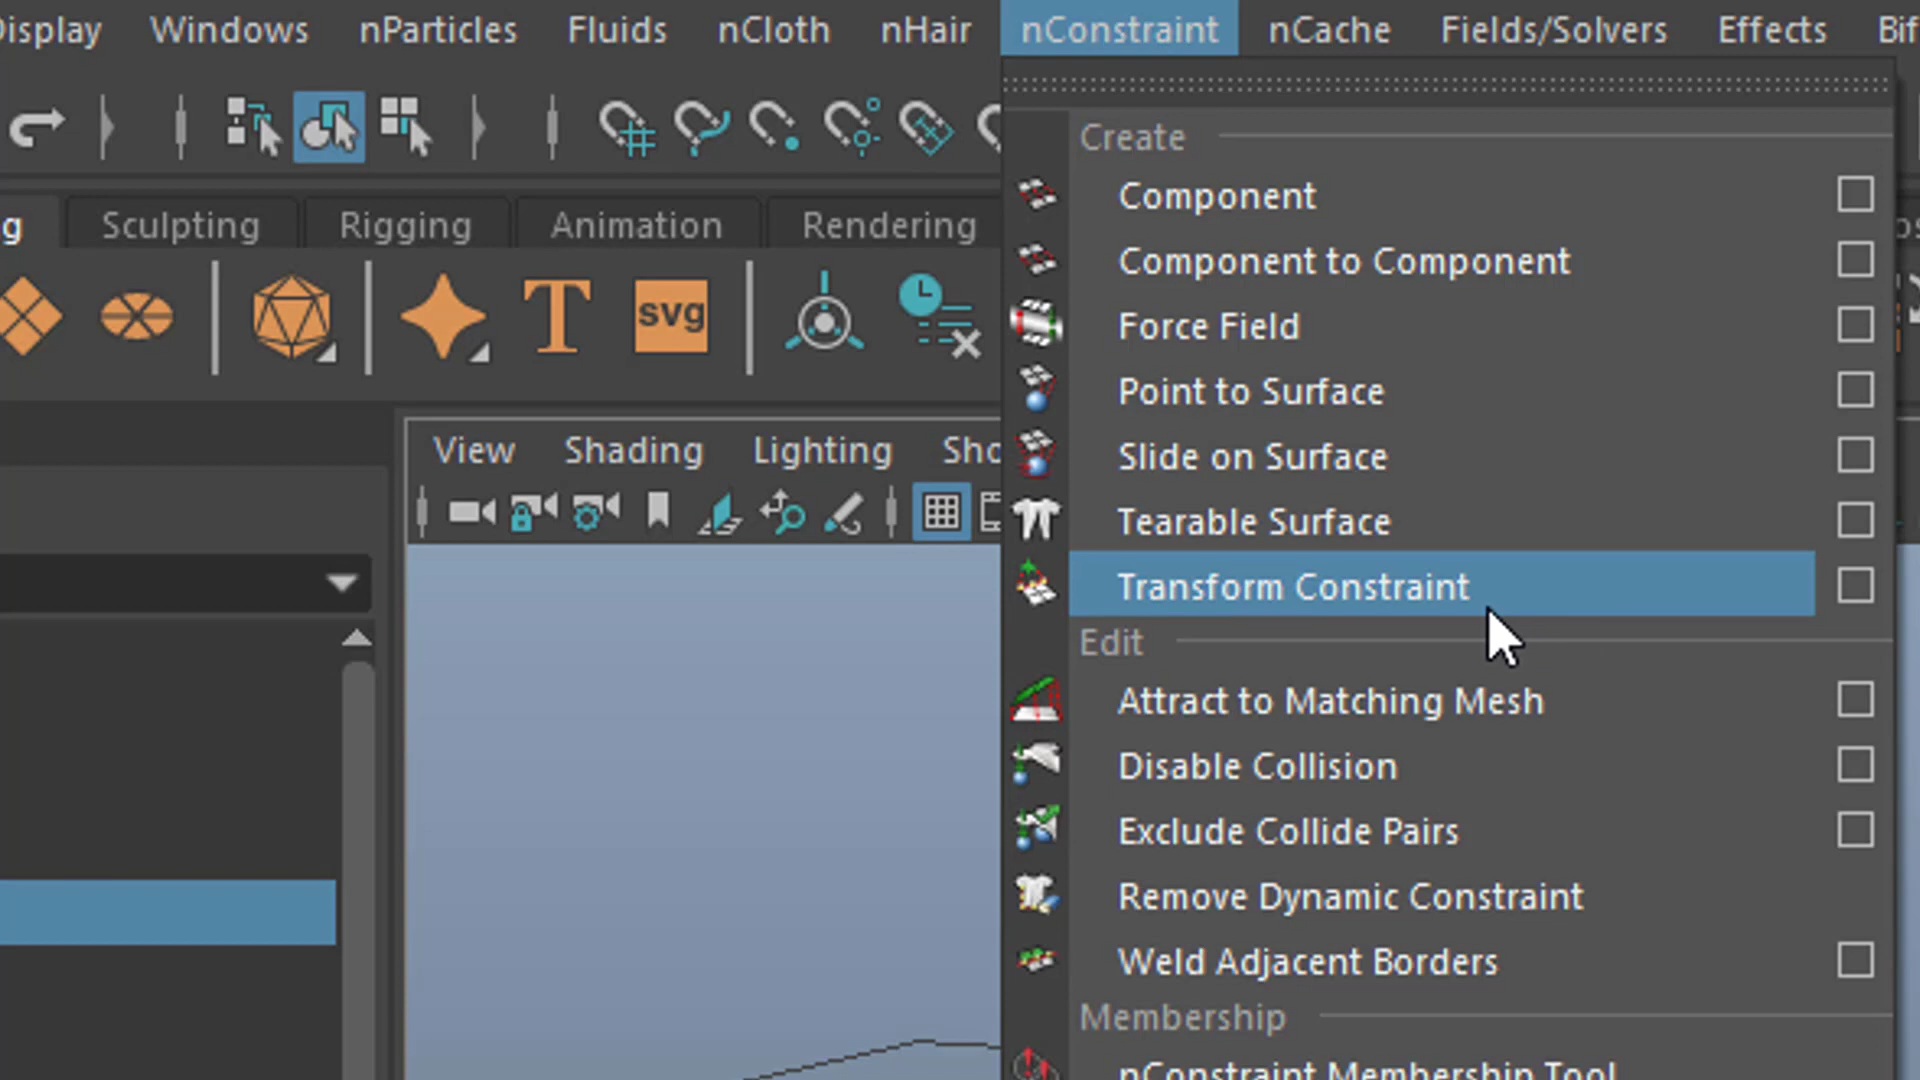 Display Windows nParticles Fluids nCloth nHair nConstraint nCache Fields/Solvers Effects Bif
g Sculpting Rigging Animation Rendering
T svg
View Shading Lighting Sho
Create
Component
Component to Component
Force Field
Point to Surface
Slide on Surface
Tearable Surface
Transform Constraint
Edit
Attract to Matching Mesh
Disable Collision
Exclude Collide Pairs
Remove Dynamic Constraint
Weld Adjacent Borders
Membership
nConstraint Membership Tool